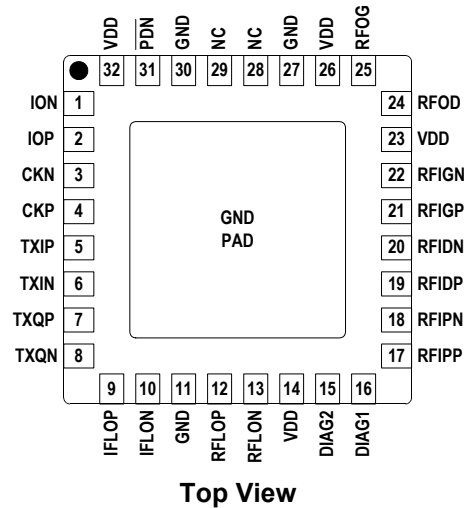 VDD PDN GND NC NC GND VDD RFOG
32 31 30 29 28 27 26 25
ION 1 24 RFOD
IOP 2 23 VDD
CKN 3 22 RFIGN
CKP 4 21 RFIGP
GND
PAD
TXIP 5 20 RFIDN
TXIN 6 19 RFIDP
TXQP 7 18 RFIPN
TXQN 8 17 RFIPP
9 10 11 12 13 14 15 16
IFLOP IFLON GND RFLOP RFLON VDD DIAG2 DIAG1
Top View